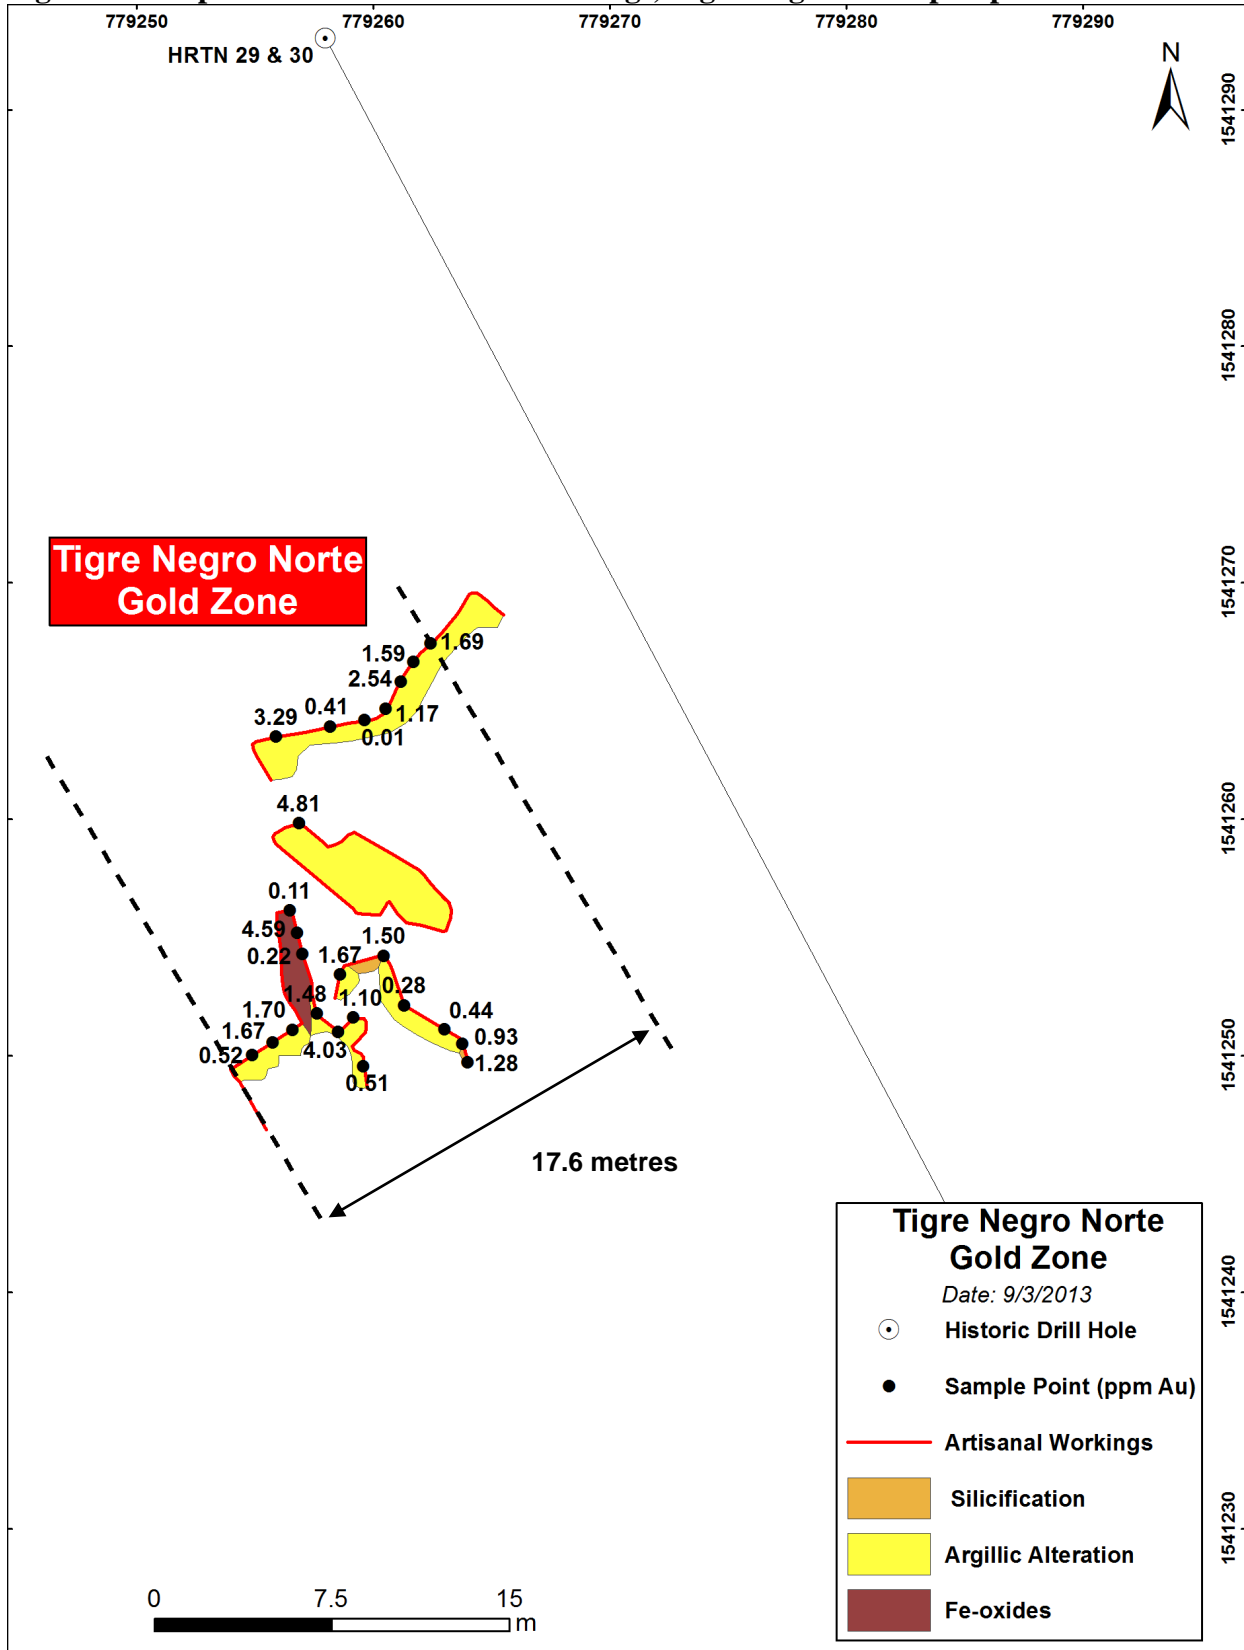 779250
779260
779270
779280
779290
HRTN 29 & 30
N
1541290
1541280
1541270
1541260
1541250
1541240
1541230
Tigre Negro Norte
Gold Zone
1.69
1.59
2.54
1.17
0.41
0.01
3.29
4.81
0.11
4.59
0.22
1.50
1.67
0.28
1.48
1.10
0.44
1.70
0.93
1.67
4.03
1.28
0.52
0.51
17.6 metres
Tigre Negro Norte
Gold Zone
Date: 9/3/2013
Historic Drill Hole
Sample Point (ppm Au)
Artisanal Workings
Silicification
Argillic Alteration
Fe-oxides
0 7.5 15
m